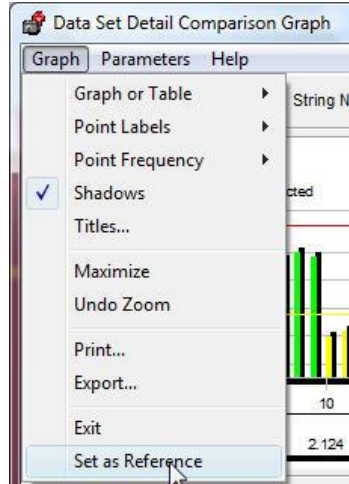 Data Set Detail Comparison Graph
Graph Parameters Help
Graph or Table
String N
Point Labels
Point Frequency
Shadows
cted
Titles...
Maximize
Undo Zoom
Print...
Export...
10
Exit
2.124
Set as Reference